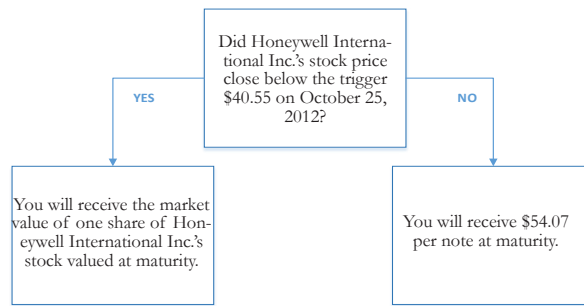 Did Honeywell Interna-
tional Inc.'s stock price
close below the trigger
$40.55 on October 25,
2012?
YES
NO
You will receive the market
value of one share of Hon-
eywell International Inc.'s
stock valued at maturity.
You will receive $54.07
per note at maturity.